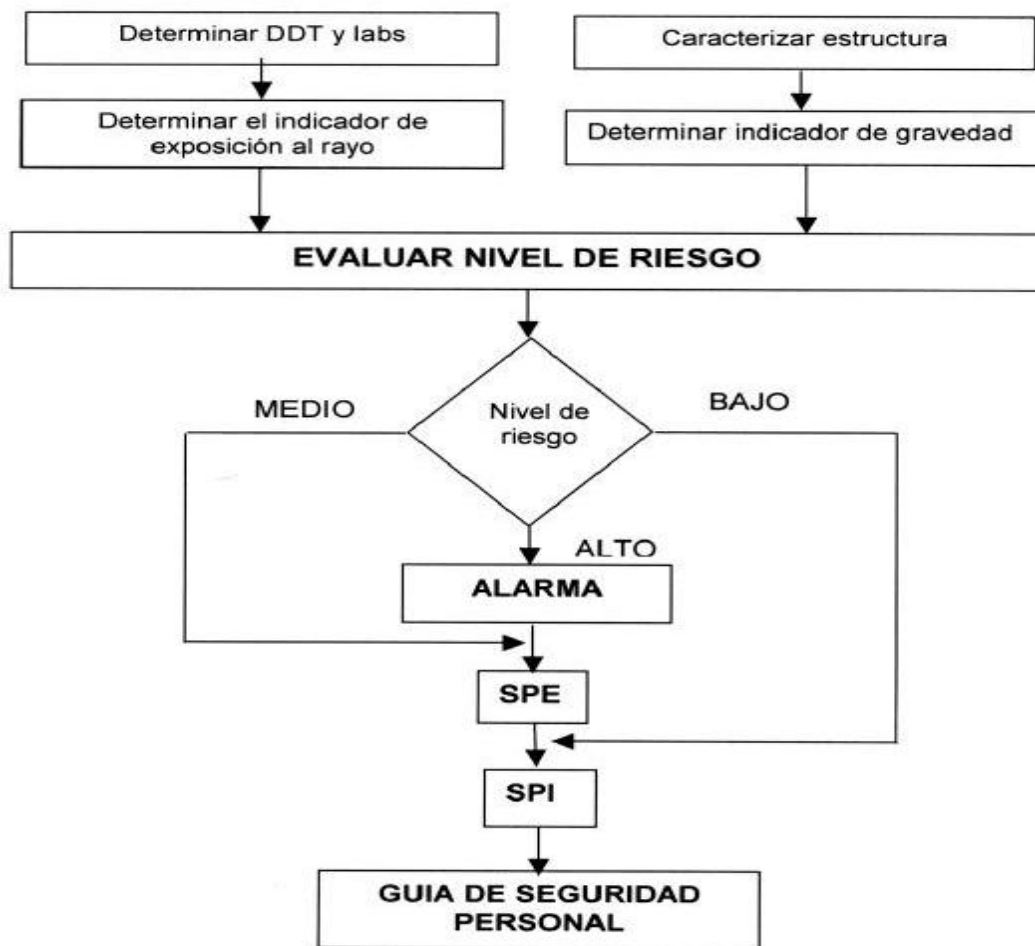 Determinar DDT y Iabs
Caracterizar estructura
Determinar el indicador de
exposición al rayo
Determinar indicador de gravedad
EVALUAR NIVEL DE RIESGO
MEDIO
Nivel de
riesgo
BAJO
ALTO
ALARMA
SPE
SPI
GUIA DE SEGURIDAD
PERSONAL